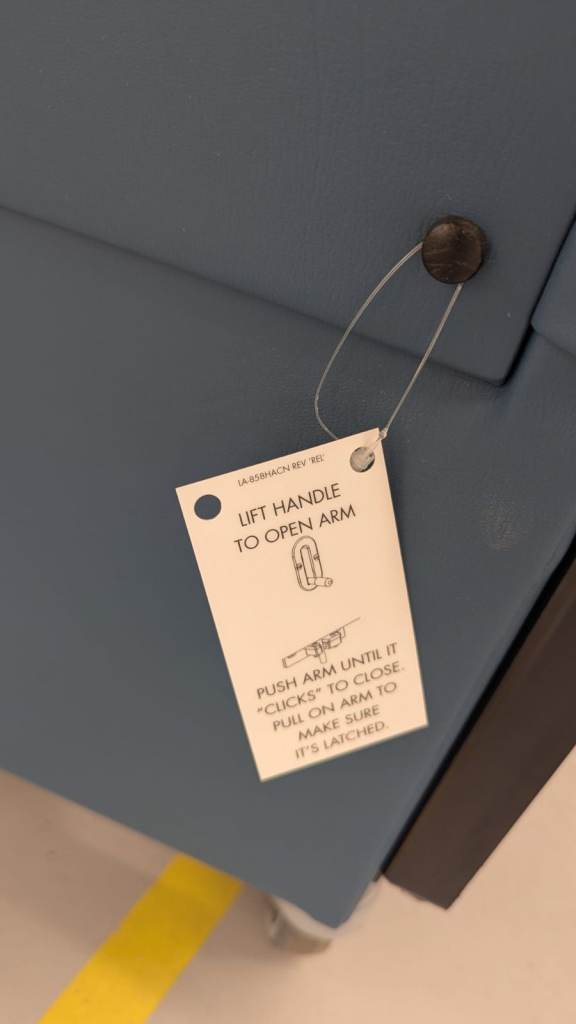 LA-85BHACN REV 'REL'
LIFT HANDLE
TO OPEN ARM
PUSH ARM UNTIL IT
"CLICKS" TO CLOSE.
PULL ON ARM TO
MAKE SURE
IT'S LATCHED.